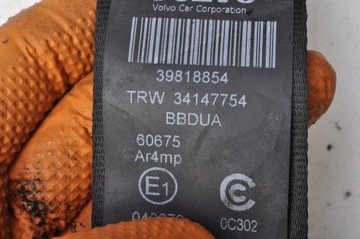 Volvo Car Corporation
39818854
TRW 34147754
BBDUA
60675
Ar4mp
E1
0C302